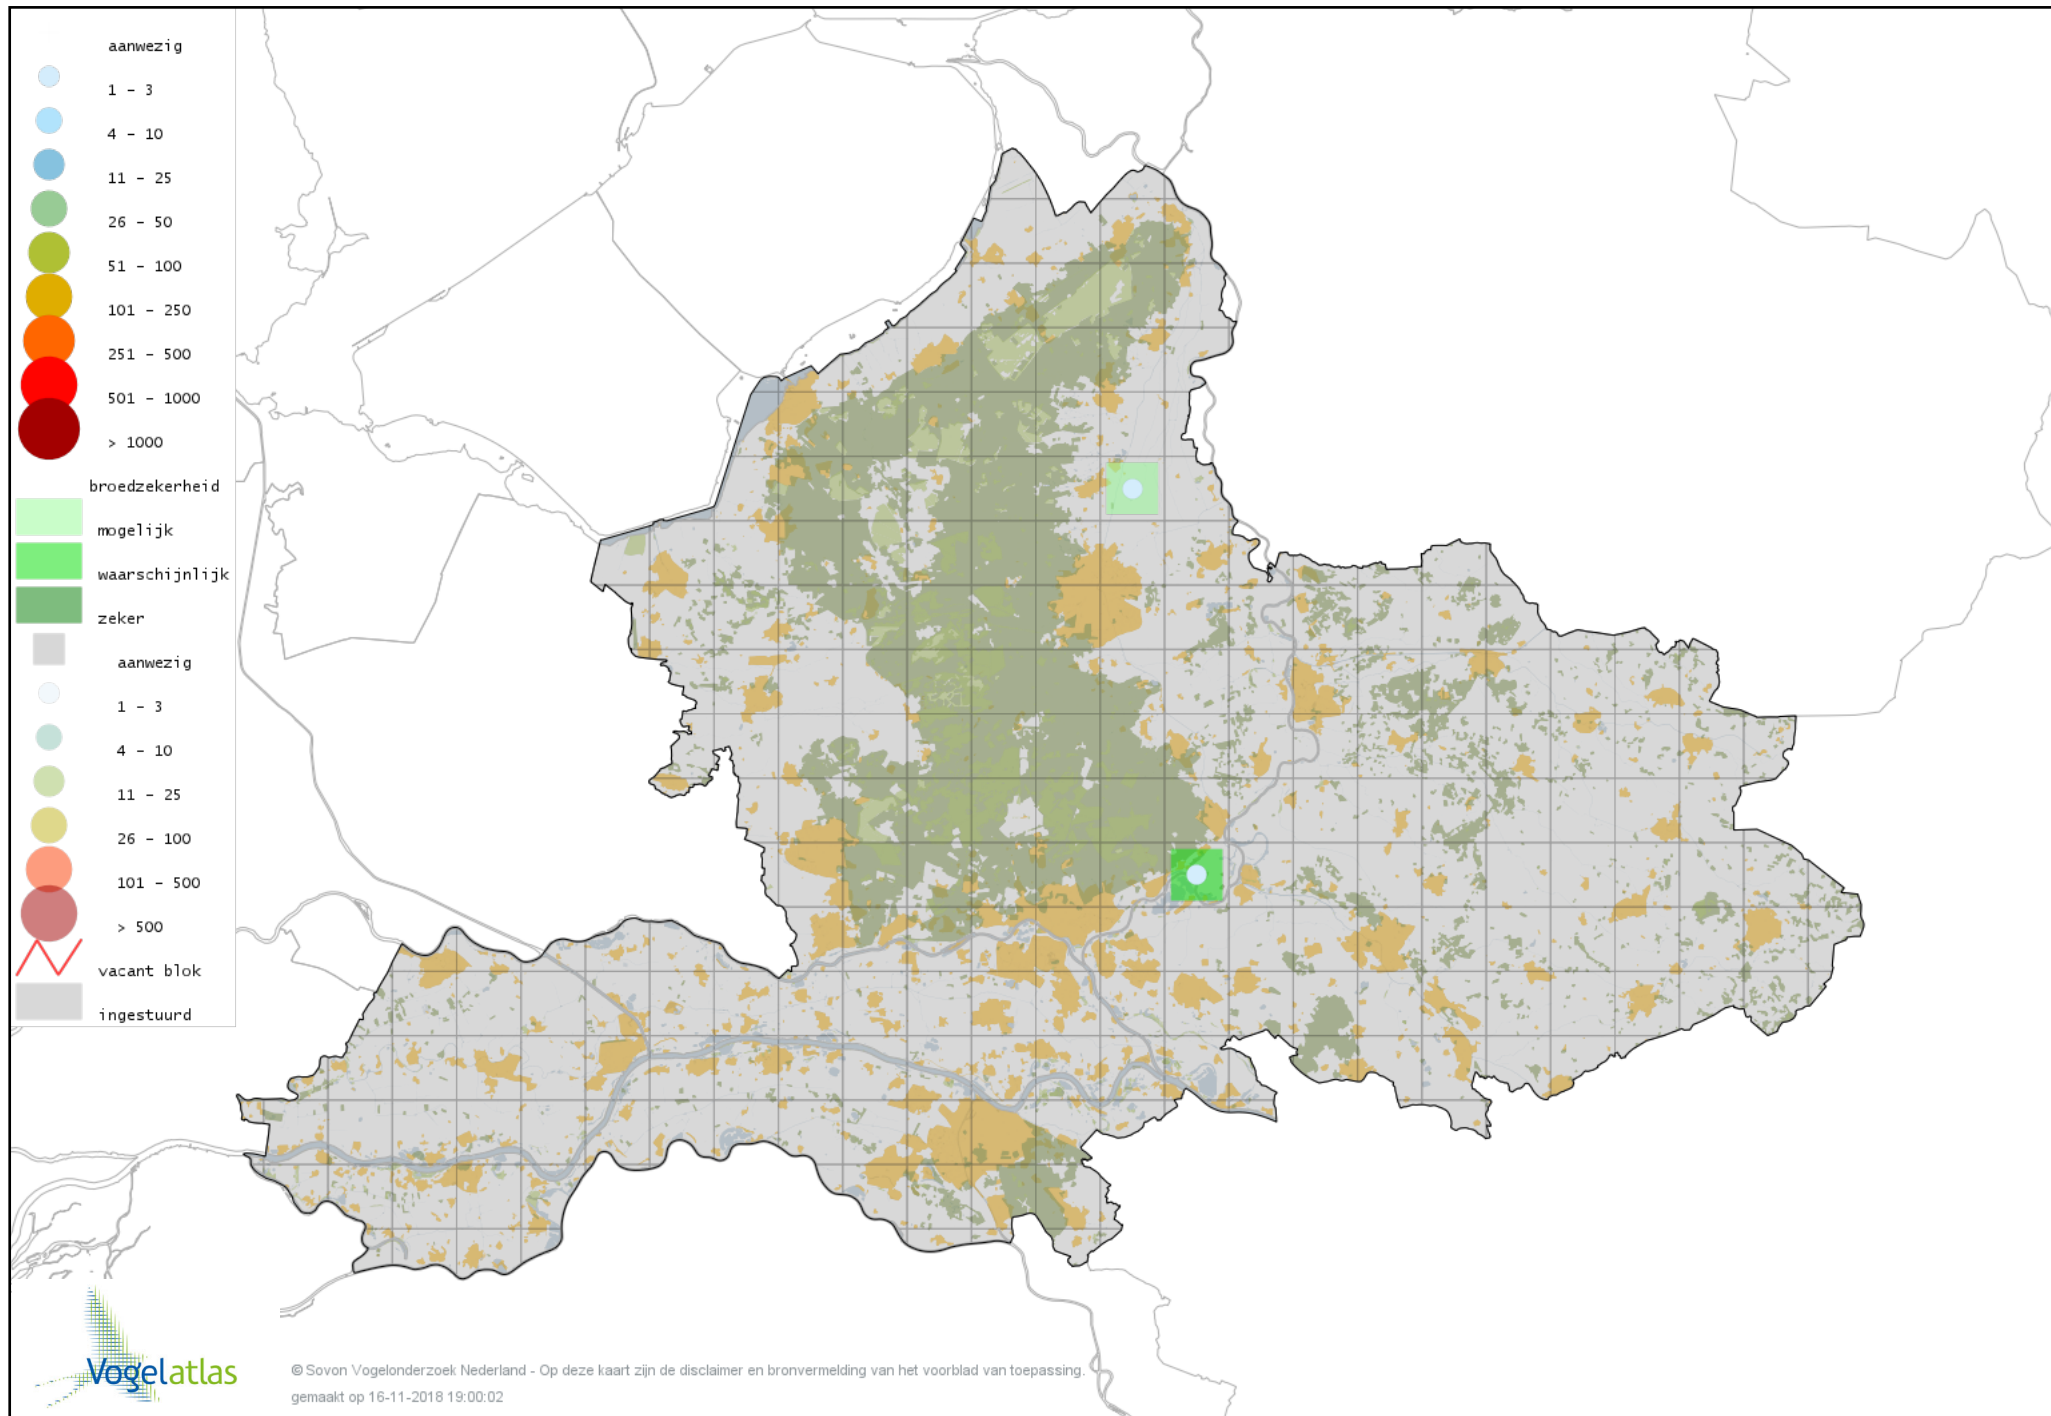 aanwezig
1 - 3
4 - 10
11 - 25
26 - 50
51 - 100
101 - 250
251 - 500
501 - 1000
> 1000
broedzekerheid
mogelijk
waarschijnlijk
zeker
aanwezig
1 - 3
4 - 10
11 - 25
26 - 100
101 - 500
> 500
vacant blok
ingestuurd
Vogelatlas
© Sovon Vogelonderzoek Nederland - Op deze kaart zijn de disclaimer en bronvermelding van het voorblad van toepassing.
gemaakt op 16-11-2018 19:00:02